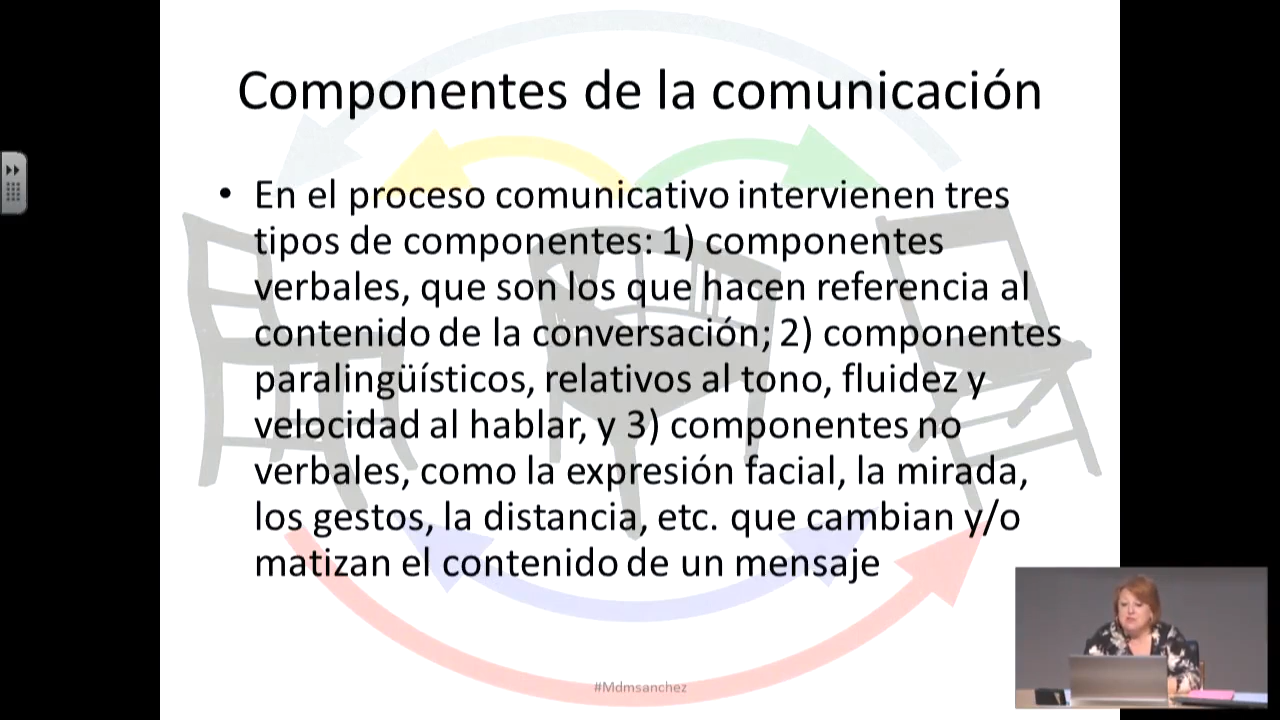 Componentes de la comunicación
• En el proceso comunicativo intervienen tres
tipos de componentes: 1) componentes
verbales, que son los que hacen referencia al
contenido de la conversación; 2) componentes
paralingüísticos, relativos al tono, fluidez y
velocidad al hablar, y 3) componentes no
verbales, como la expresión facial, la mirada,
los gestos, la distancia, etc. que cambian y/o
matizan el contenido de un mensaje
#Mdmsanchez